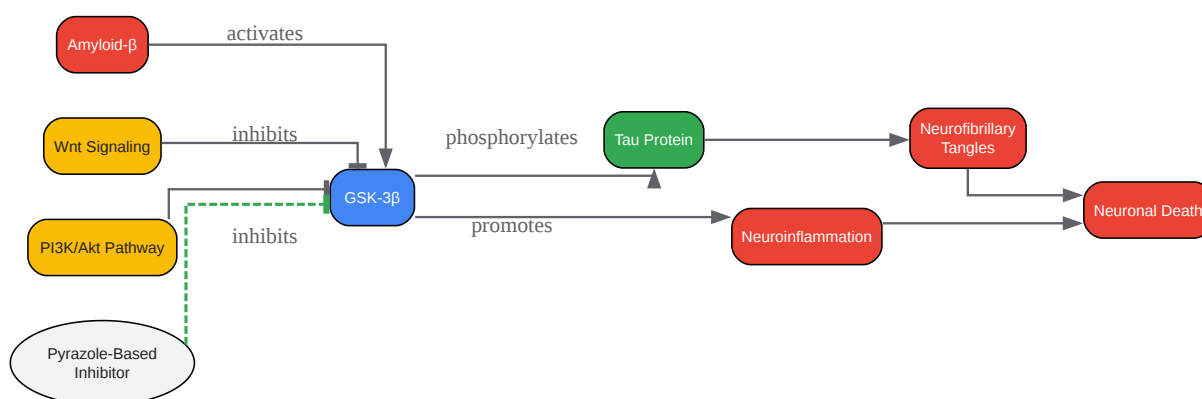 Amyloid-β
activates
Wnt Signaling
inhibits
phosphorylates
Tau Protein
Neurofibrillary
Tangles
GSK-3β
Neuronal Death
PI3K/Akt Pathway
inhibits
promotes
Neuroinflammation
Pyrazole-Based
Inhibitor